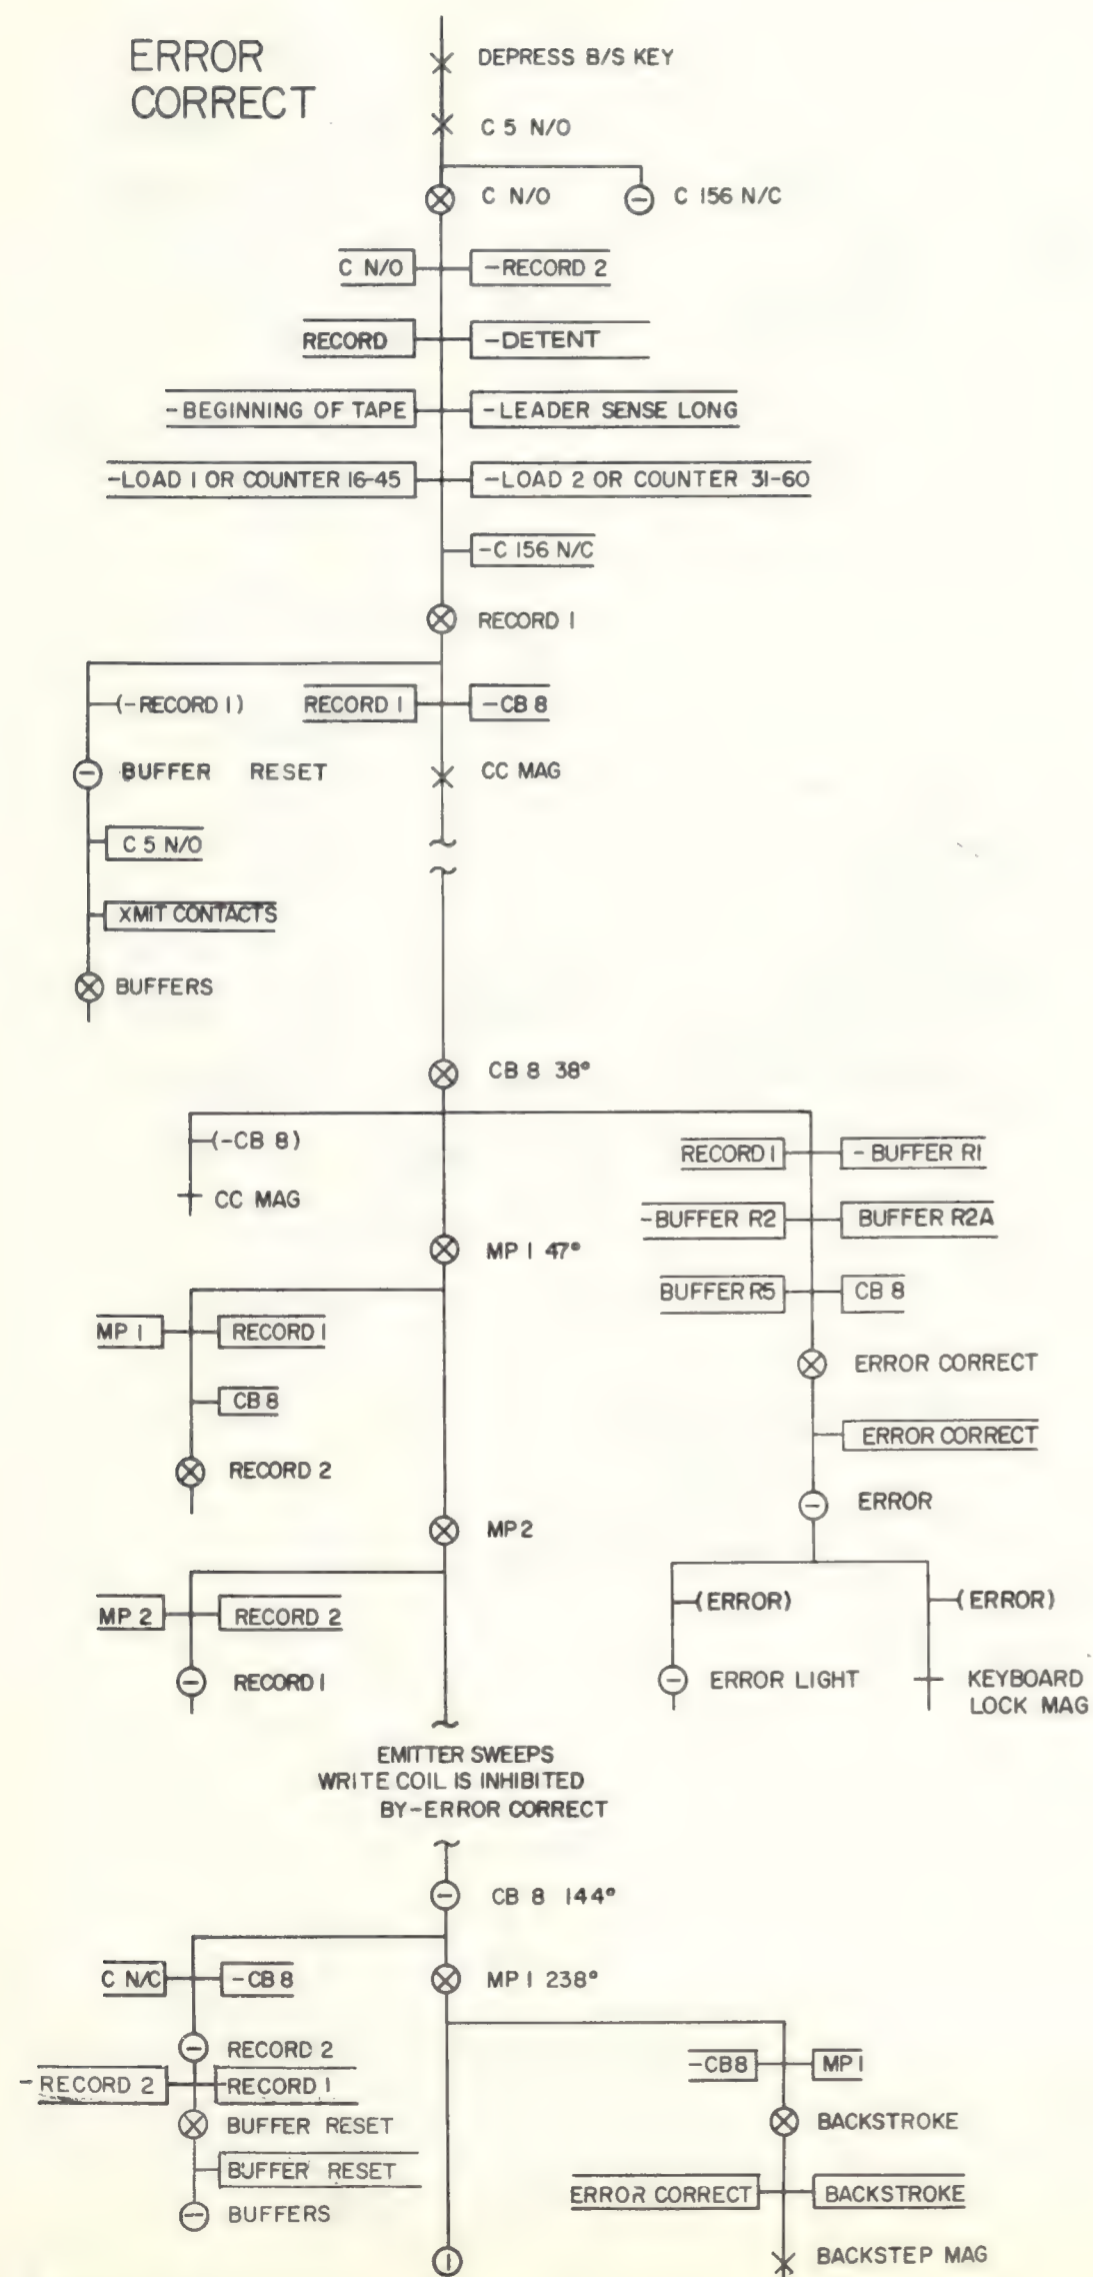 ERROR
CORRECT
DEPRESS B/S KEY
C 5 N/O
C N/O
C 156 N/C
C N/O
-RECORD 2
RECORD
-DETENT
-BEGINNING OF TAPE
-LEADER SENSE LONG
-LOAD 1 OR COUNTER 16-45
-LOAD 2 OR COUNTER 31-60
-C 156 N/C
RECORD 1
(-RECORD 1)
RECORD 1
-CB 8
BUFFER RESET
CC MAG
C 5 N/O
XMIT CONTACTS
BUFFERS
CB 8 38°
(-CB 8)
RECORD 1
- BUFFER R1
CC MAG
-BUFFER R2
BUFFER R2A
MP 1 47°
BUFFER R5
CB 8
MP 1
RECORD 1
ERROR CORRECT
CB 8
ERROR CORRECT
RECORD 2
ERROR
MP 2
MP 2
RECORD 2
(ERROR)
(ERROR)
RECORD 1
ERROR LIGHT
KEYBOARD
LOCK MAG
EMITTER SWEEPS
WRITE COIL IS INHIBITED
BY-ERROR CORRECT
CB 8 144°
C N/C
-CB 8
MP 1 238°
RECORD 2
-CB8
MP 1
- RECORD 2
-RECORD 1
BUFFER RESET
BACKSTROKE
BUFFER RESET
ERROR CORRECT
BACKSTROKE
BUFFERS
BACKSTEP MAG
1